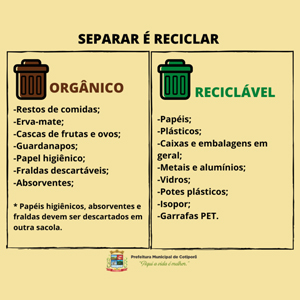 SEPARAR É RECICLAR
ORGÂNICO
-Restos de comidas;
-Erva-mate;
-Cascas de frutas e ovos;
-Guardanapos;
-Papel higiênico;
-Fraldas descartáveis;
-Absorventes;
* Papéis higiênicos, absorventes e
fraldas devem ser descartados em
outra sacola.
RECICLÁVEL
-Papéis;
-Plásticos;
-Caixas e embalagens em
geral;
-Metais e alumínios;
-Vidros;
-Potes plásticos;
-Isopor;
-Garrafas PET.
Prefeitura Municipal de Cotiporã
"Aqui a vida é melhor"